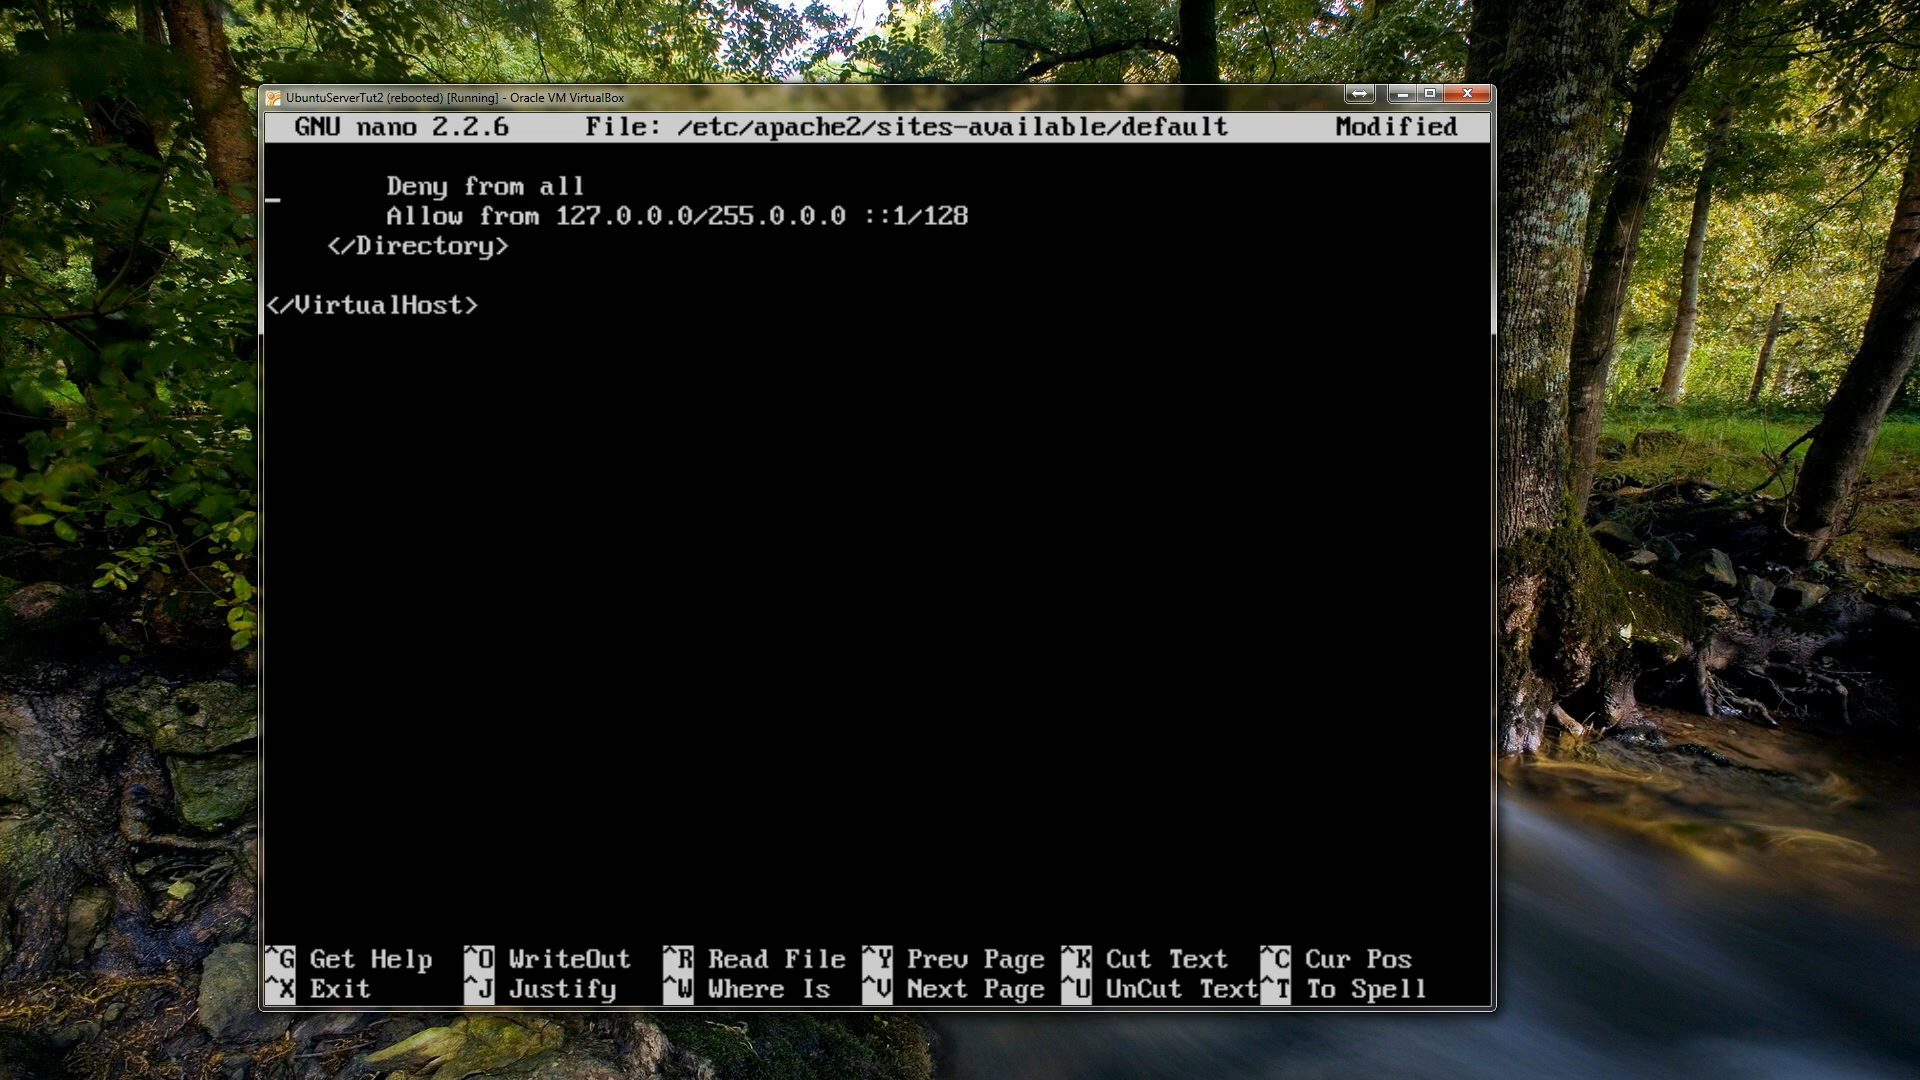 UbuntuServerTut2 (rebooted) [Running] - Oracle VM VirtualBox
GNU nano 2.2.6 File: /etc/apache2/sites-available/default Modified
Deny from all
Allow from 127.0.0.0/255.0.0.0 ::1/128
</Directory>
</VirtualHost>
^G Get Help ^O WriteOut ^R Read File ^Y Prev Page ^K Cut Text ^C Cur Pos
^X Exit ^J Justify ^W Where Is ^V Next Page ^U UnCut Text ^T To Spell